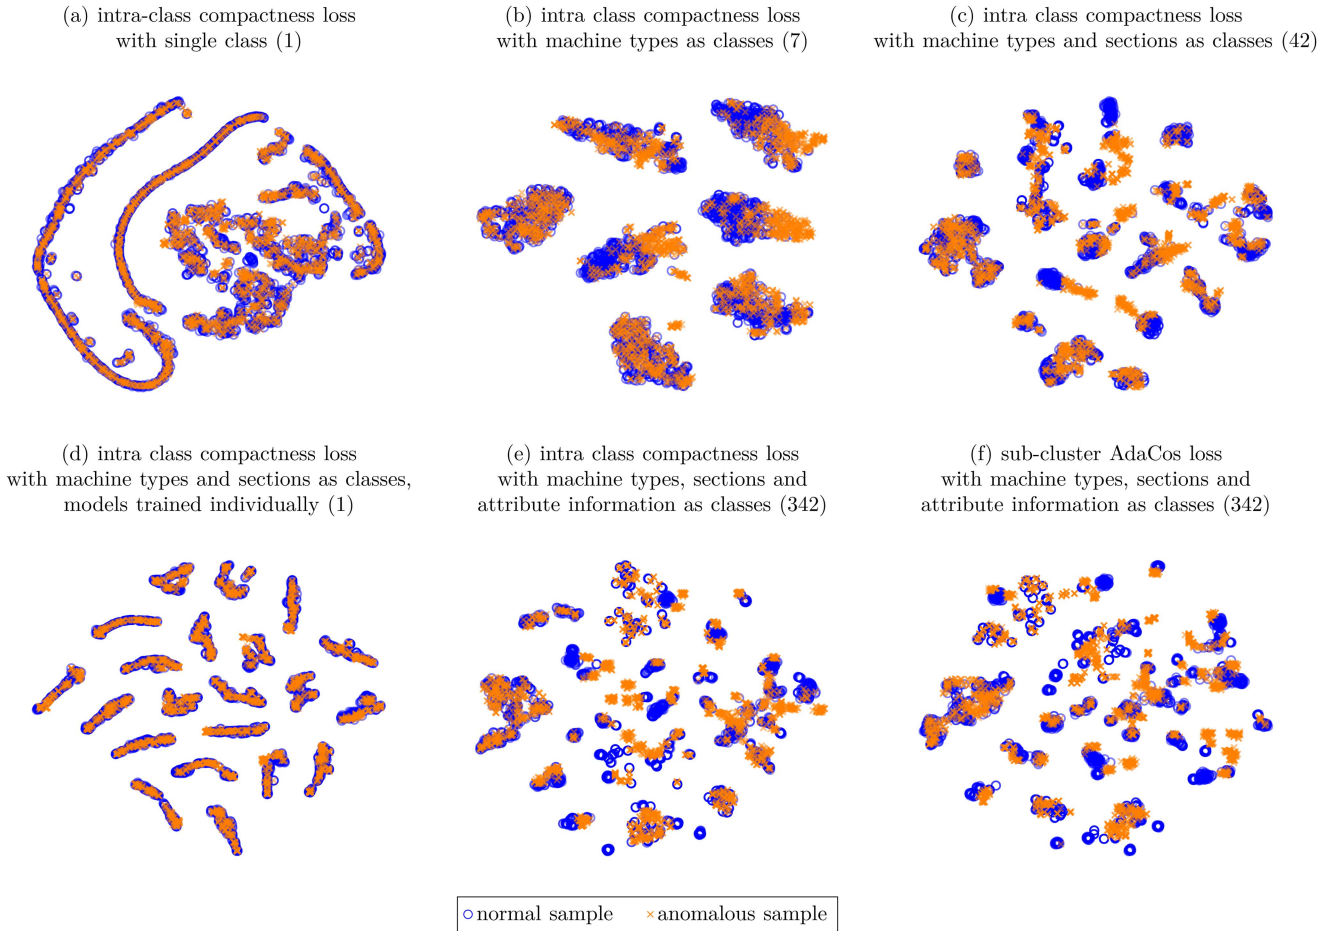 (a) intra-class compactness loss
with single class (1)
(b) intra class compactness loss
with machine types as classes (7)
(c) intra class compactness loss
with machine types and sections as classes (42)
(d) intra class compactness loss
with machine types and sections as classes,
models trained individually (1)
(e) intra class compactness loss
with machine types, sections and
attribute information as classes (342)
(f) sub-cluster AdaCos loss
with machine types, sections and
attribute information as classes (342)
normal sample
anomalous sample